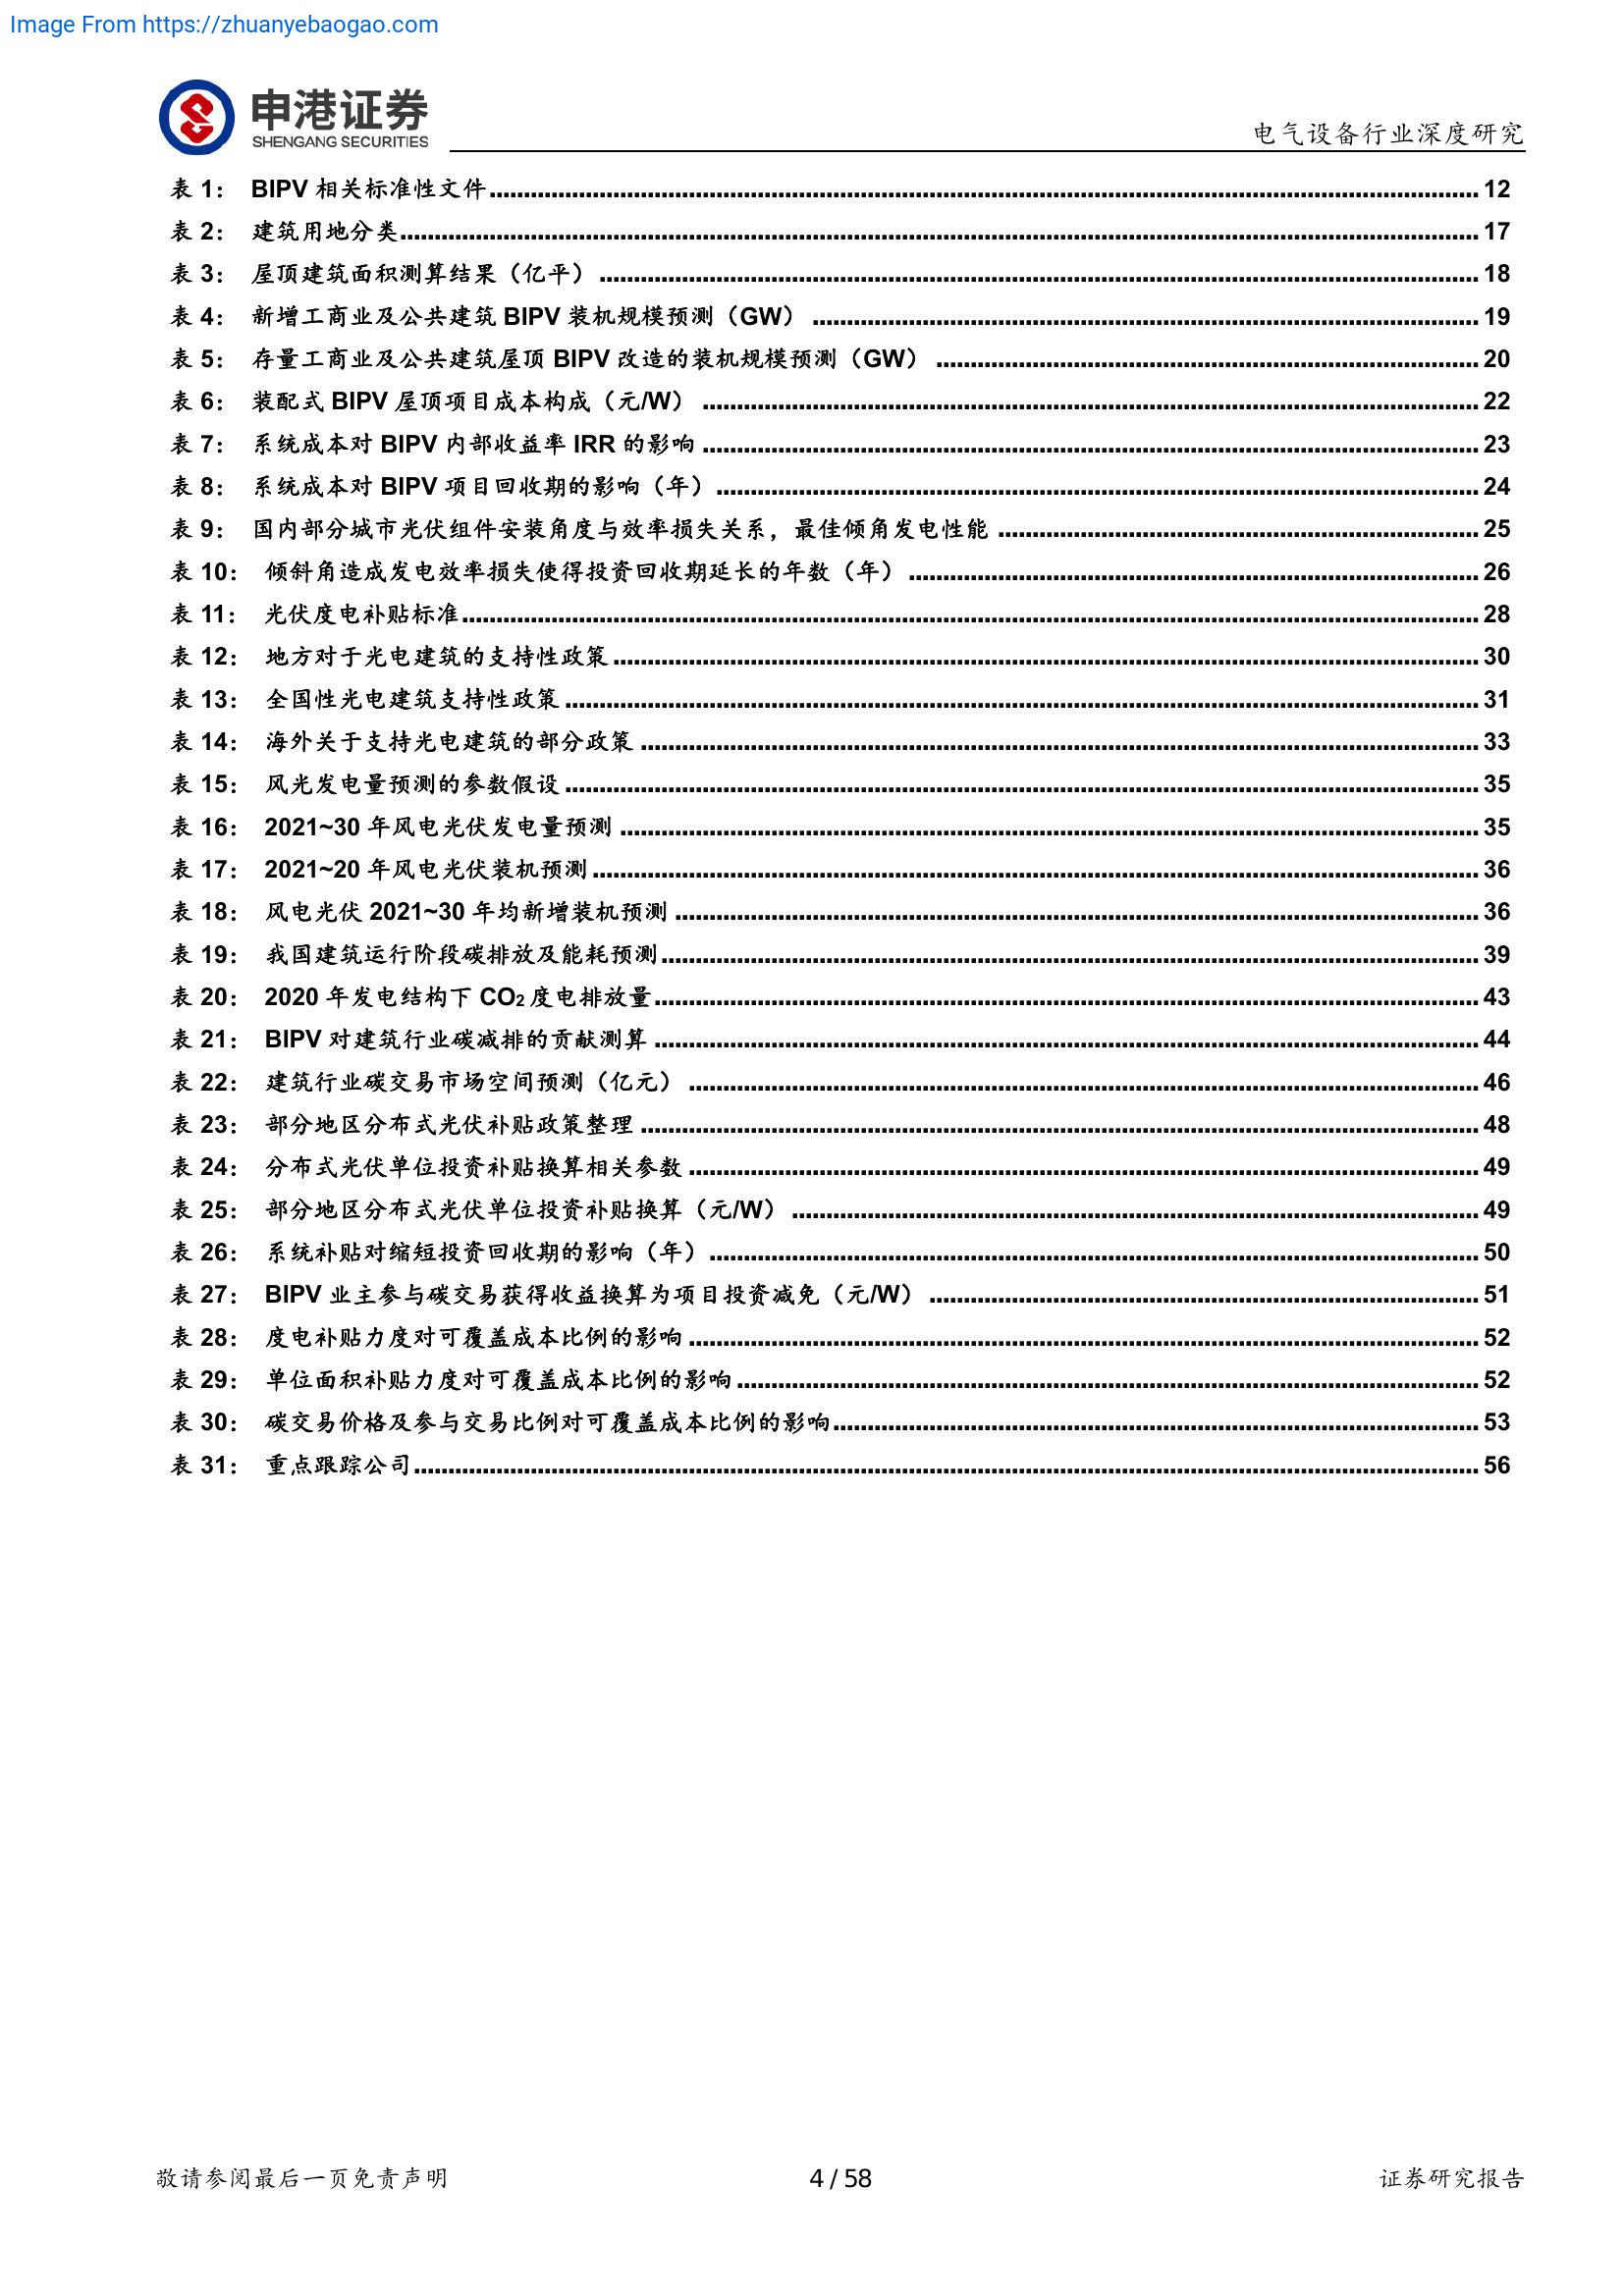 Image From https://zhuanyebaogao.com
申港证券
SHENGANG SECURITIES
电气设备行业深度研究
表 1： BIPV 相关标准性文件 12
表 2： 建筑用地分类 17
表 3： 屋顶建筑面积测算结果（亿平） 18
表 4： 新增工商业及公共建筑 BIPV 装机规模预测（GW） 19
表 5： 存量工商业及公共建筑屋顶 BIPV 改造的装机规模预测（GW） 20
表 6： 装配式 BIPV 屋顶项目成本构成（元/W） 22
表 7： 系统成本对 BIPV 内部收益率 IRR 的影响 23
表 8： 系统成本对 BIPV 项目回收期的影响（年） 24
表 9： 国内部分城市光伏组件安装角度与效率损失关系，最佳倾角发电性能 25
表 10： 倾斜角造成发电效率损失使得投资回收期延长的年数（年） 26
表 11： 光伏度电补贴标准 28
表 12： 地方对于光电建筑的支持性政策 30
表 13： 全国性光电建筑支持性政策 31
表 14： 海外关于支持光电建筑的部分政策 33
表 15： 风光发电量预测的参数假设 35
表 16： 2021~30 年风电光伏发电量预测 35
表 17： 2021~20 年风电光伏装机预测 36
表 18： 风电光伏 2021~30 年均新增装机预测 36
表 19： 我国建筑运行阶段碳排放及能耗预测 39
表 20： 2020 年发电结构下 CO₂ 度电排放量 43
表 21： BIPV 对建筑行业碳减排的贡献测算 44
表 22： 建筑行业碳交易市场空间预测（亿元） 46
表 23： 部分地区分布式光伏补贴政策整理 48
表 24： 分布式光伏单位投资补贴换算相关参数 49
表 25： 部分地区分布式光伏单位投资补贴换算（元/W） 49
表 26： 系统补贴对缩短投资回收期的影响（年） 50
表 27： BIPV 业主参与碳交易获得收益换算为项目投资减免（元/W） 51
表 28： 度电补贴力度对可覆盖成本比例的影响 52
表 29： 单位面积补贴力度对可覆盖成本比例的影响 52
表 30： 碳交易价格及参与交易比例对可覆盖成本比例的影响 53
表 31： 重点跟踪公司 56
敬请参阅最后一页免责声明 4 / 58 证券研究报告